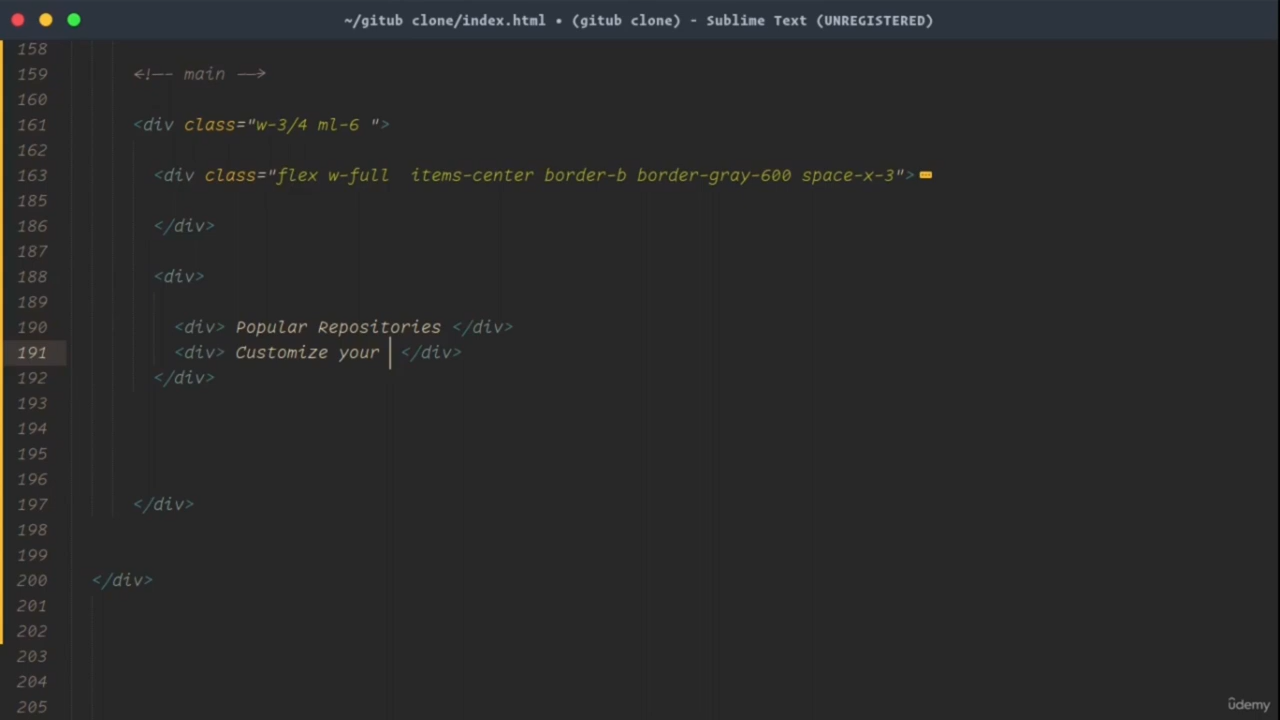 ~/gitub clone/index.html • (gitub clone) - Sublime Text (UNREGISTERED)
158
159 <!-- main -->
160
161 <div class="w-3/4 ml-6 ">
162
163 <div class="flex w-full  items-center border-b border-gray-600 space-x-3">
185
186 </div>
187
188 <div>
189
190 <div> Popular Repositories </div>
191 <div> Customize your  </div>
192 </div>
193
194
195
196
197 </div>
198
199
200 </div>
201
202
203
204
205
ûdemy